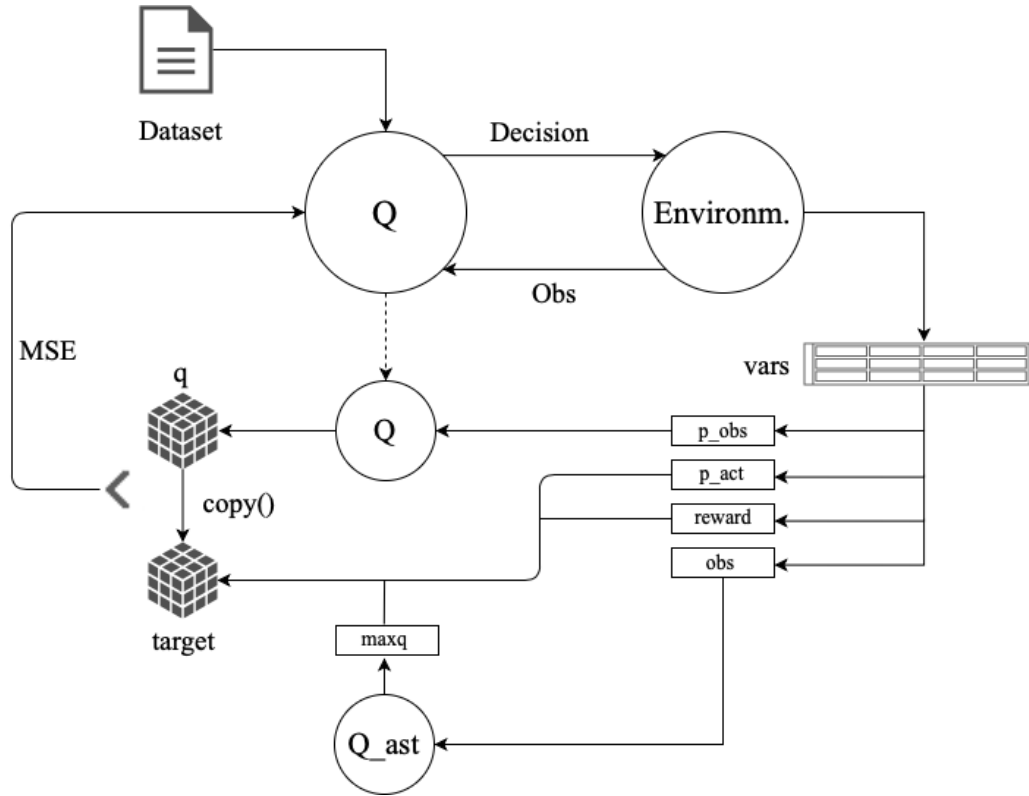 Dataset
Decision
Q
Environm.
Obs
MSE
vars
q
Q
p_obs
p_act
copy()
reward
obs
target
maxq
Q_ast